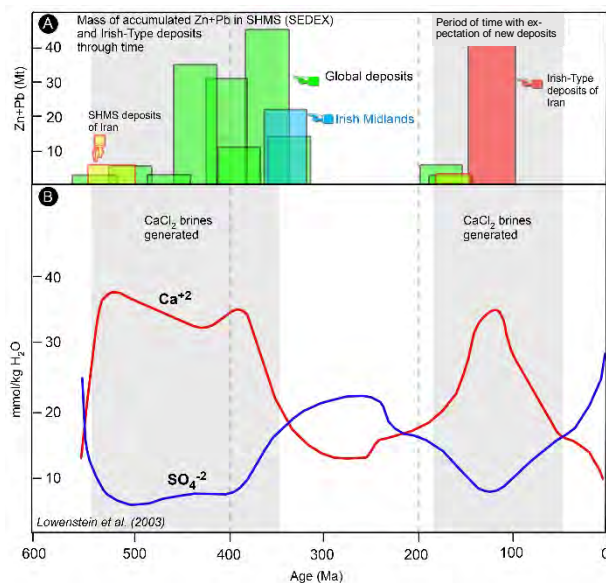 A
Mass of accumulated Zn+Pb in SHMS (SEDEX)
and Irish-Type deposits
through time
Period of time with ex-
pectation of new deposits
Zn+Pb (Mt)
40
30
20
10
SHMS deposits
of Iran
Global deposits
Irish Midlands
Irish-Type
deposits of
Iran
B
CaCl2 brines
generated
CaCl2 brines
generated
mmol/kg H2O
40
30
20
10
Ca+2
SO4-2
Lowenstein et al. (2003)
600
500
400
300
200
100
0
Age (Ma)